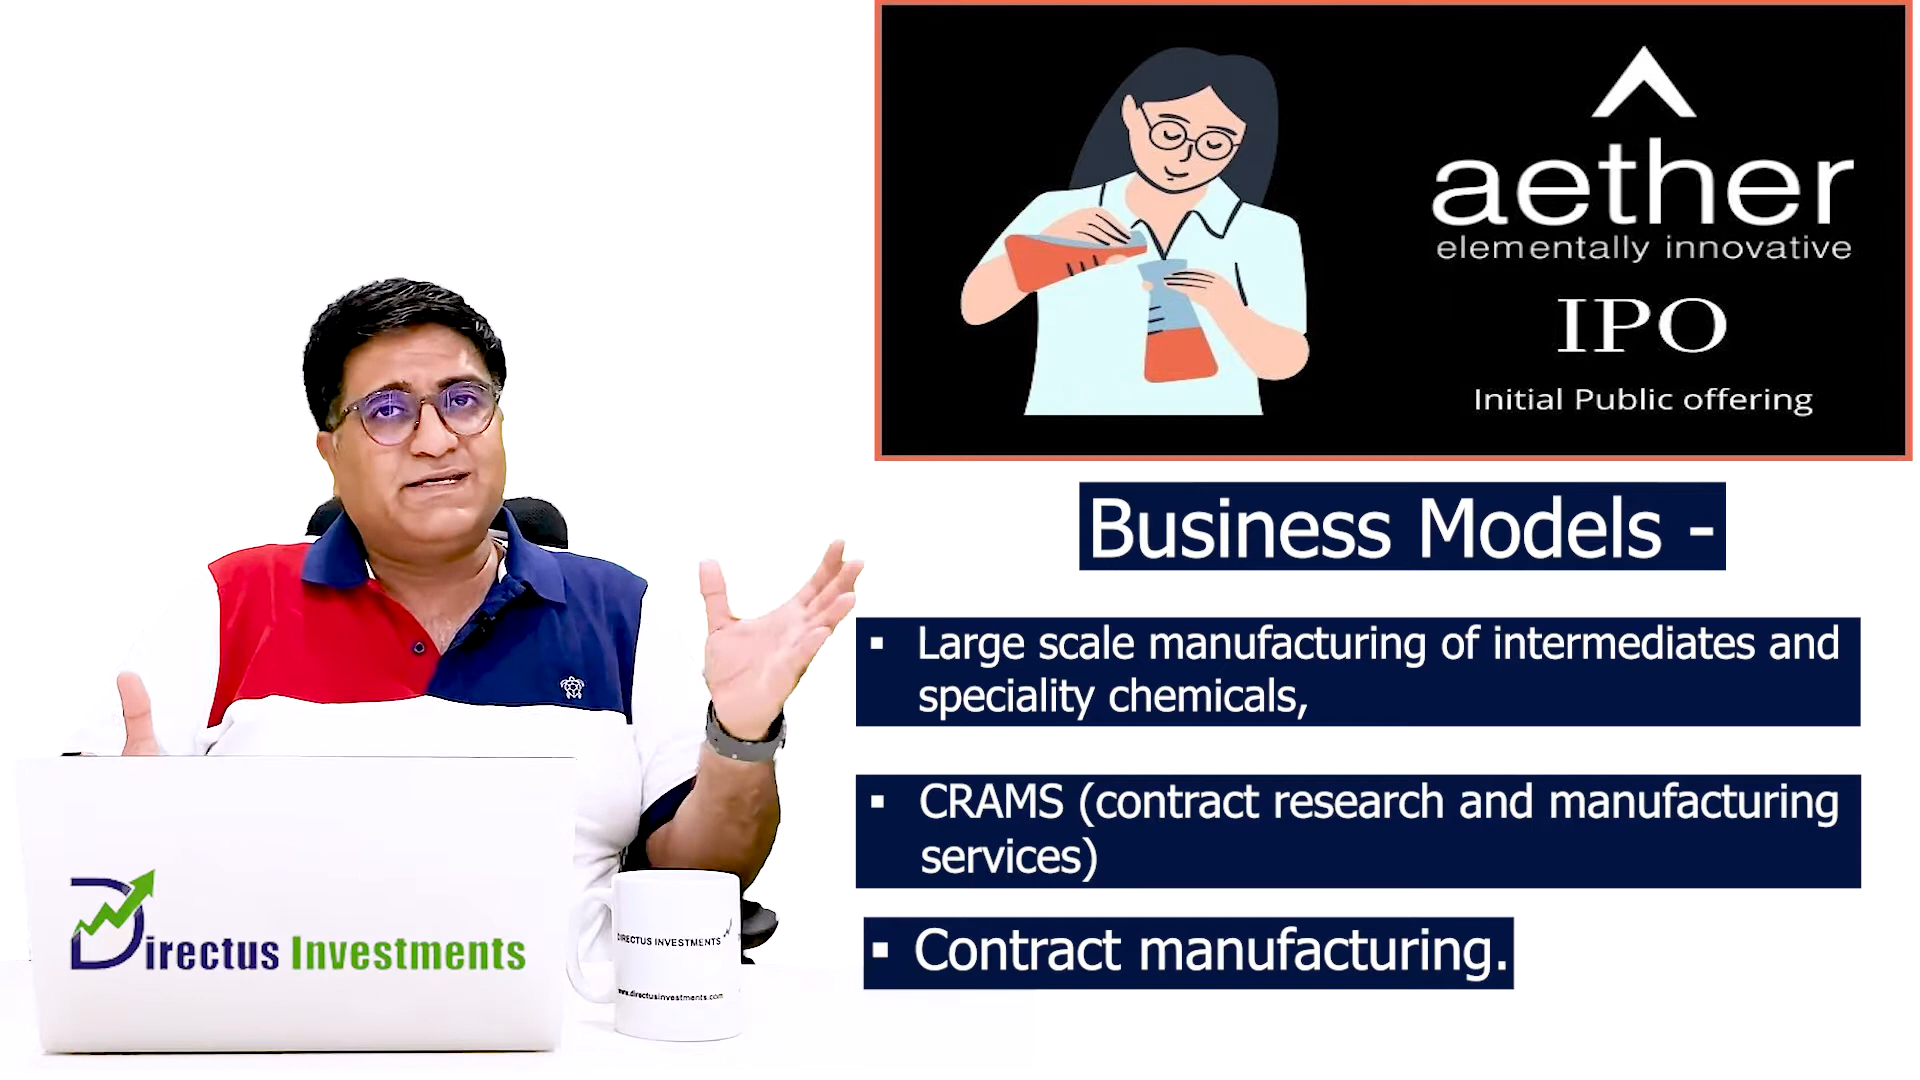 aether
elementally innovative
IPO
Initial Public offering
Business Models -
▪ Large scale manufacturing of intermediates and
speciality chemicals,
▪ CRAMS (contract research and manufacturing
services)
▪ Contract manufacturing.
Directus Investments
DIRECTUS INVESTMENTS
www.directusinvestments.com